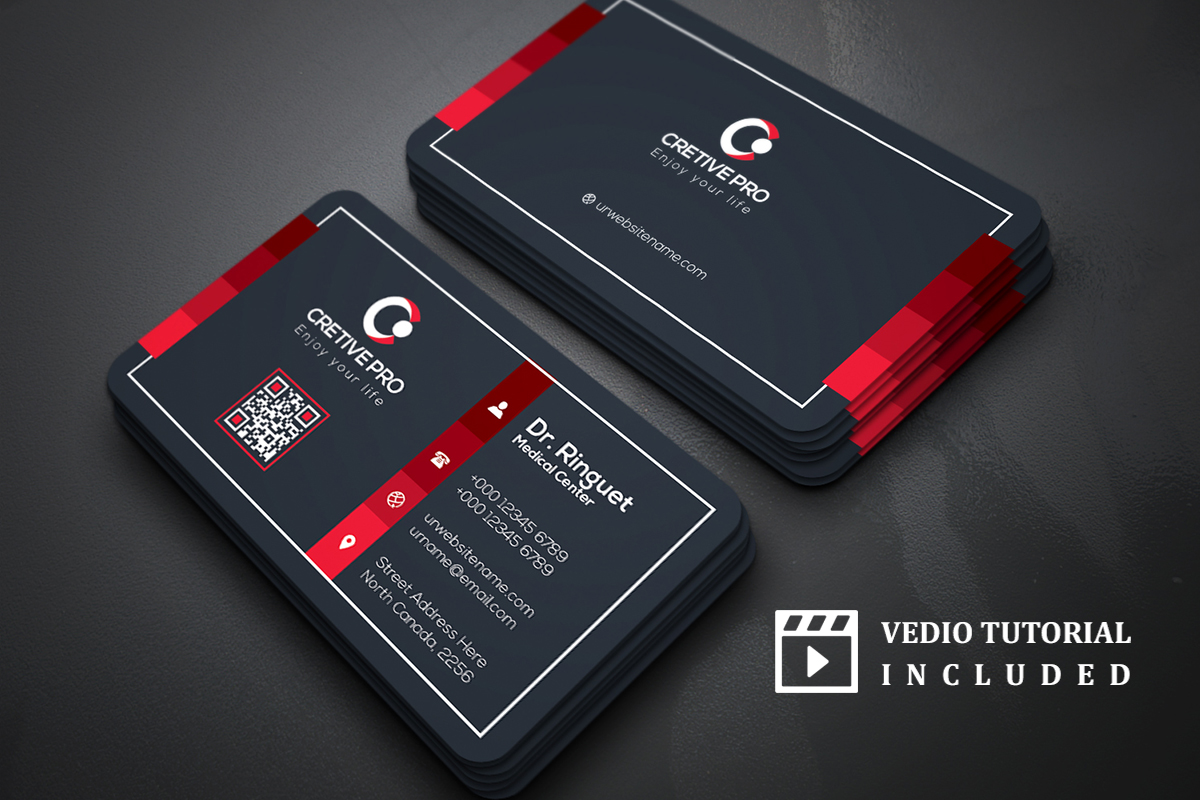 CRETIVE PRO
Enjoy your life
urwebsitename.com
CRETIVE PRO
Enjoy your life
Dr. Ringuet
Medical Center
+000 12345 6789
+000 12345 6789
urwebsitename.com
urname@email.com
Street Address Here
North Canada, 2256
VEDIO TUTORIAL
INCLUDED